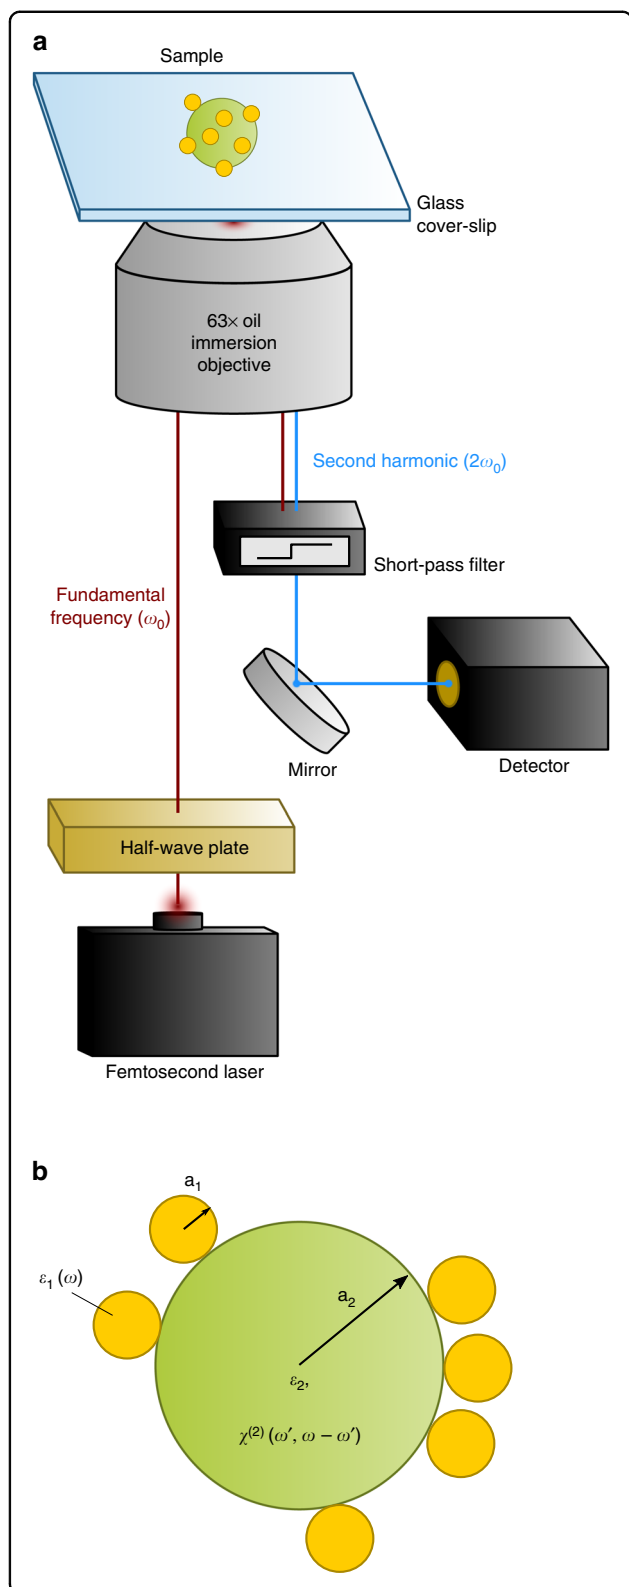 a
Sample
Glass
cover-slip
63× oil
immersion
objective
Second harmonic (2ω₀)
Short-pass filter
Fundamental
frequency (ω₀)
Mirror
Detector
Half-wave plate
Femtosecond laser
b
a₁
ε₁ (ω)
a₂
ε₂,
χ⁽²⁾ (ω′, ω − ω′)